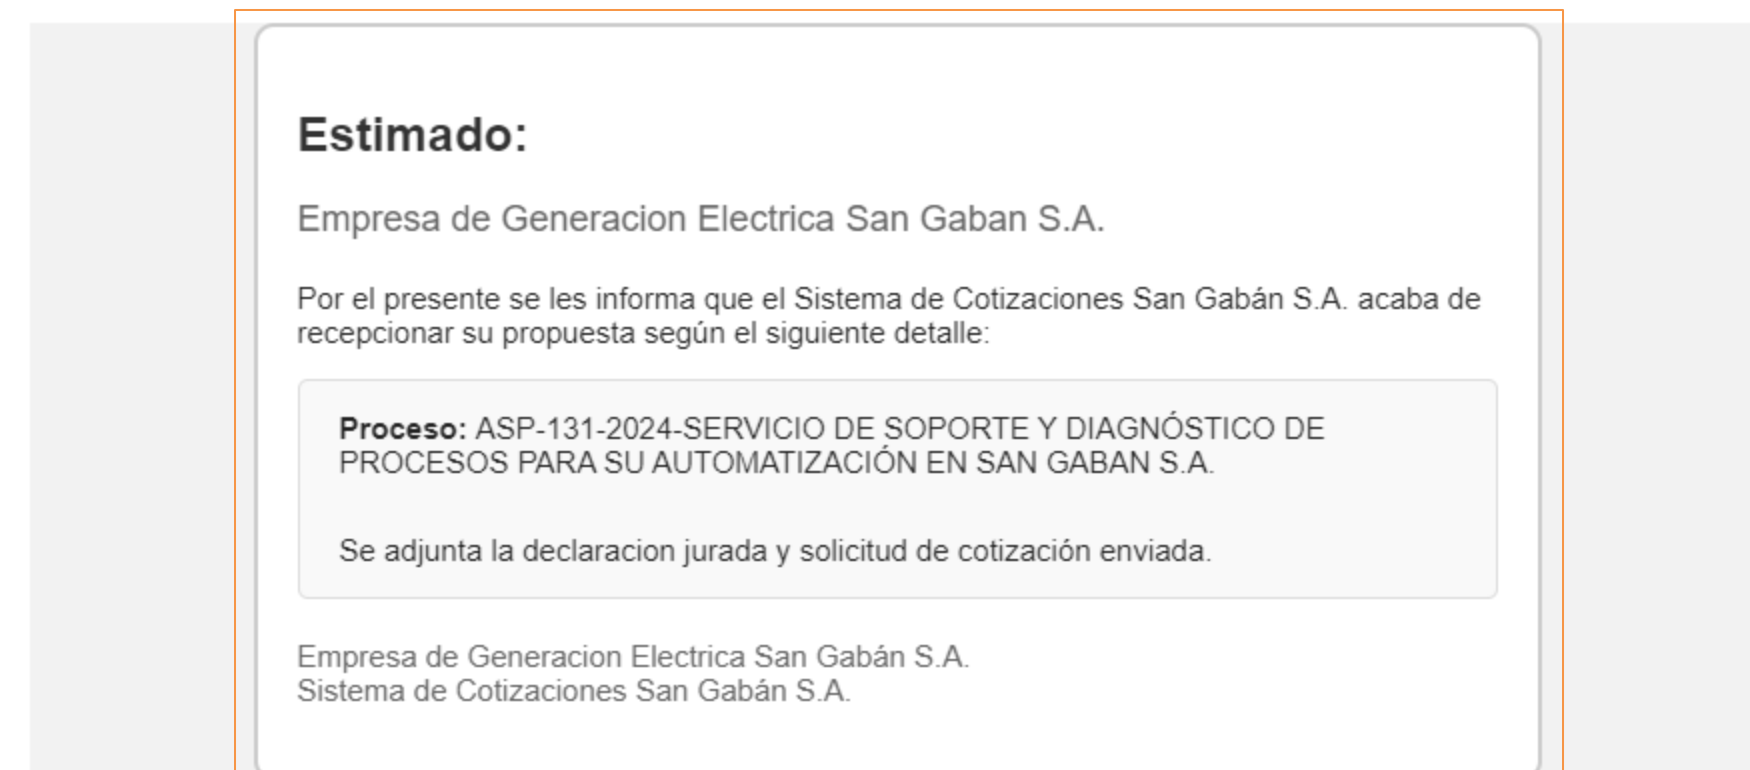 Estimado:
Empresa de Generacion Electrica San Gaban S.A.
Por el presente se les informa que el Sistema de Cotizaciones San Gabán S.A. acaba de
recepcionar su propuesta según el siguiente detalle:
Proceso: ASP-131-2024-SERVICIO DE SOPORTE Y DIAGNÓSTICO DE
PROCESOS PARA SU AUTOMATIZACIÓN EN SAN GABAN S.A.
Se adjunta la declaracion jurada y solicitud de cotización enviada.
Empresa de Generacion Electrica San Gabán S.A.
Sistema de Cotizaciones San Gabán S.A.